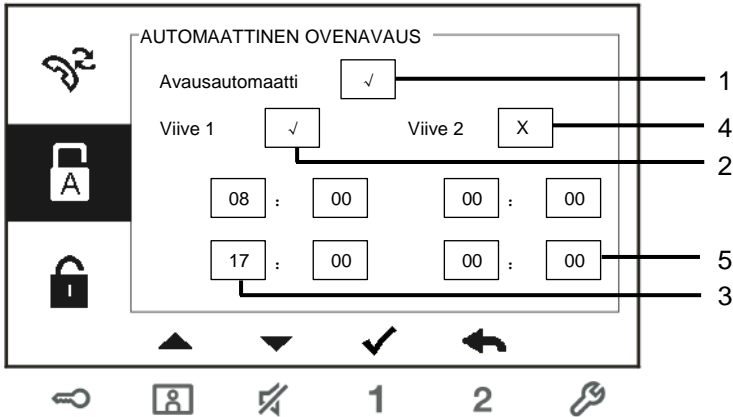 AUTOMAATTINEN OVENAVAUS
Avausautomaatti √ 1
Viive 1 √ Viive 2 X 4
2
A
08 : 00 00 : 00
17 : 00 00 : 00 5
I
3
1 2